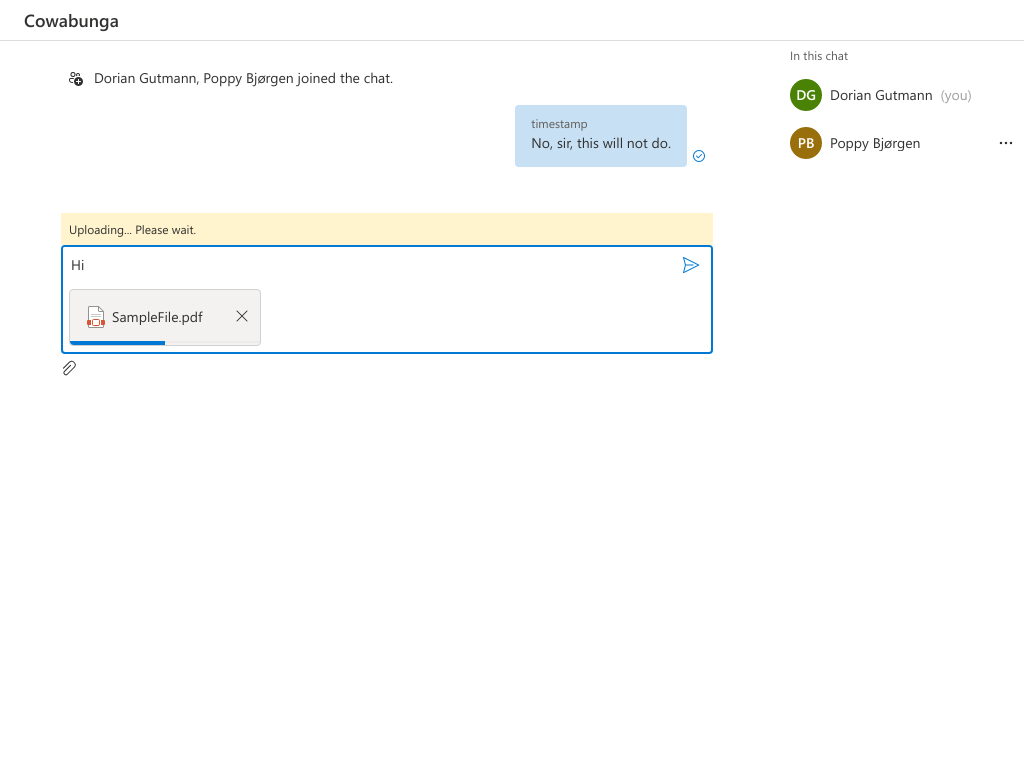 Cowabunga
Dorian Gutmann, Poppy Bjørgen joined the chat.
timestamp
No, sir, this will not do.
Uploading... Please wait.
Hi
SampleFile.pdf
In this chat
DG Dorian Gutmann (you)
PB Poppy Bjørgen